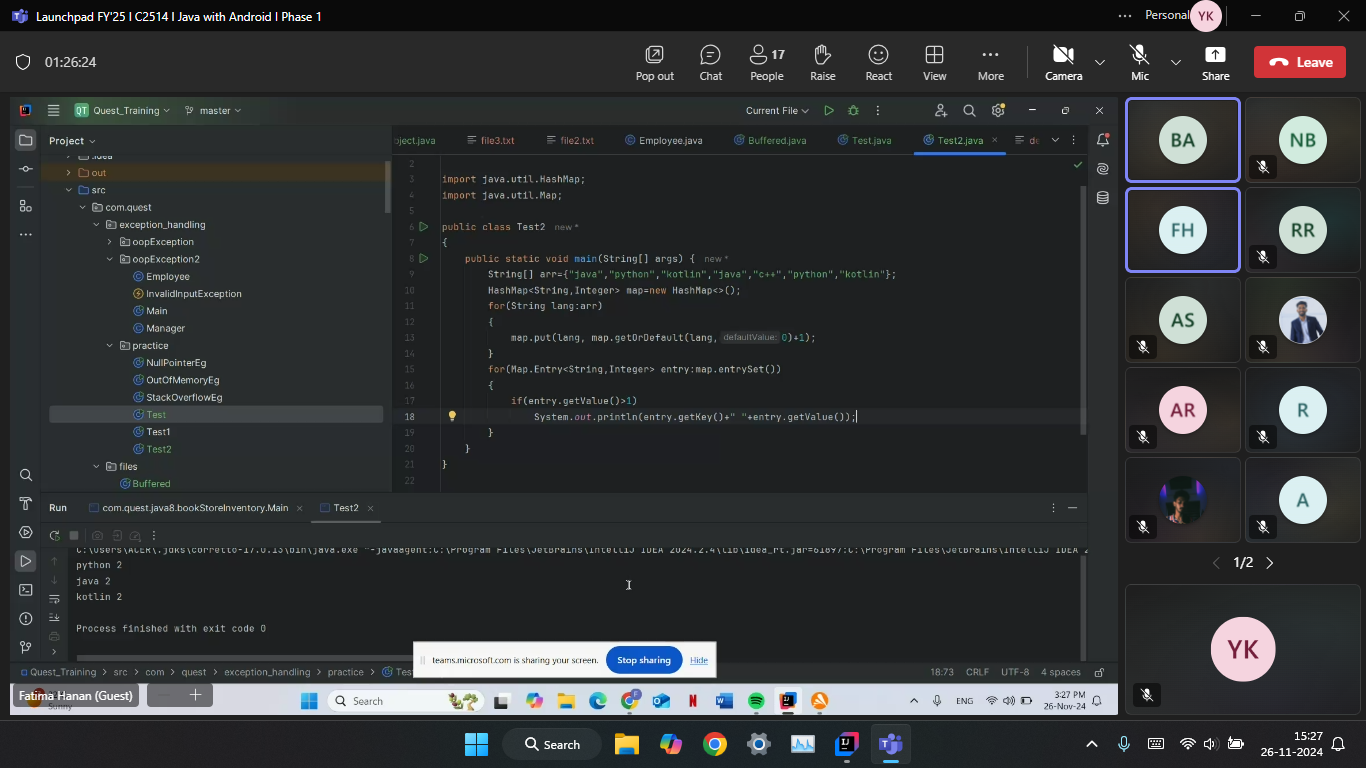 Launchpad FY'25 | C2514 | Java with Android | Phase 1
Personal
YK
01:26:24
Pop out
Chat
17
People
Raise
React
View
More
Camera
Mic
Share
Leave
QT Quest_Training
master
Current File
Project
oject.java
file3.txt
file2.txt
Employee.java
Buffered.java
Test.java
Test2.java
de
.idea
out
src
com.quest
exception_handling
oopException
oopException2
Employee
InvalidInputException
Main
Manager
practice
NullPointerEg
OutOfMemoryEg
StackOverflowEg
Test
Test1
Test2
files
Buffered
2
3 import java.util.HashMap;
4 import java.util.Map;
5
6 public class Test2 new *
7 {
8 public static void main(String[] args) { new *
9 String[] arr={"java","python","kotlin","java","c++","python","kotlin"};
10 HashMap<String,Integer> map=new HashMap<>();
11 for(String lang:arr)
12 {
13 map.put(lang, map.getOrDefault(lang, defaultValue: 0)+1);
14 }
15 for(Map.Entry<String,Integer> entry:map.entrySet())
16 {
17 if(entry.getValue()>1)
18 System.out.println(entry.getKey()+" "+entry.getValue());
19 }
20 }
21 }
22
Run
com.quest.java8.bookStoreInventory.Main
Test2
C:\Users\ACER\.jdks\corretto-17.0.13\bin\java.exe "-javaagent:C:\Program Files\JetBrains\IntelliJ IDEA 2024.2.4\lib\idea_rt.jar=61897:C:\Program Files\JetBrains\IntelliJ IDEA 2
python 2
java 2
kotlin 2
Process finished with exit code 0
teams.microsoft.com is sharing your screen.
Stop sharing
Hide
Quest_Training > src > com > quest > exception_handling > practice > Tes
18:73
CRLF
UTF-8
4 spaces
Fatima Hanan (Guest)
Sunny
Search
ENG
3:27 PM
26-Nov-24
BA
NB
FH
RR
AS
AR
R
A
1/2
YK
Search
15:27
26-11-2024